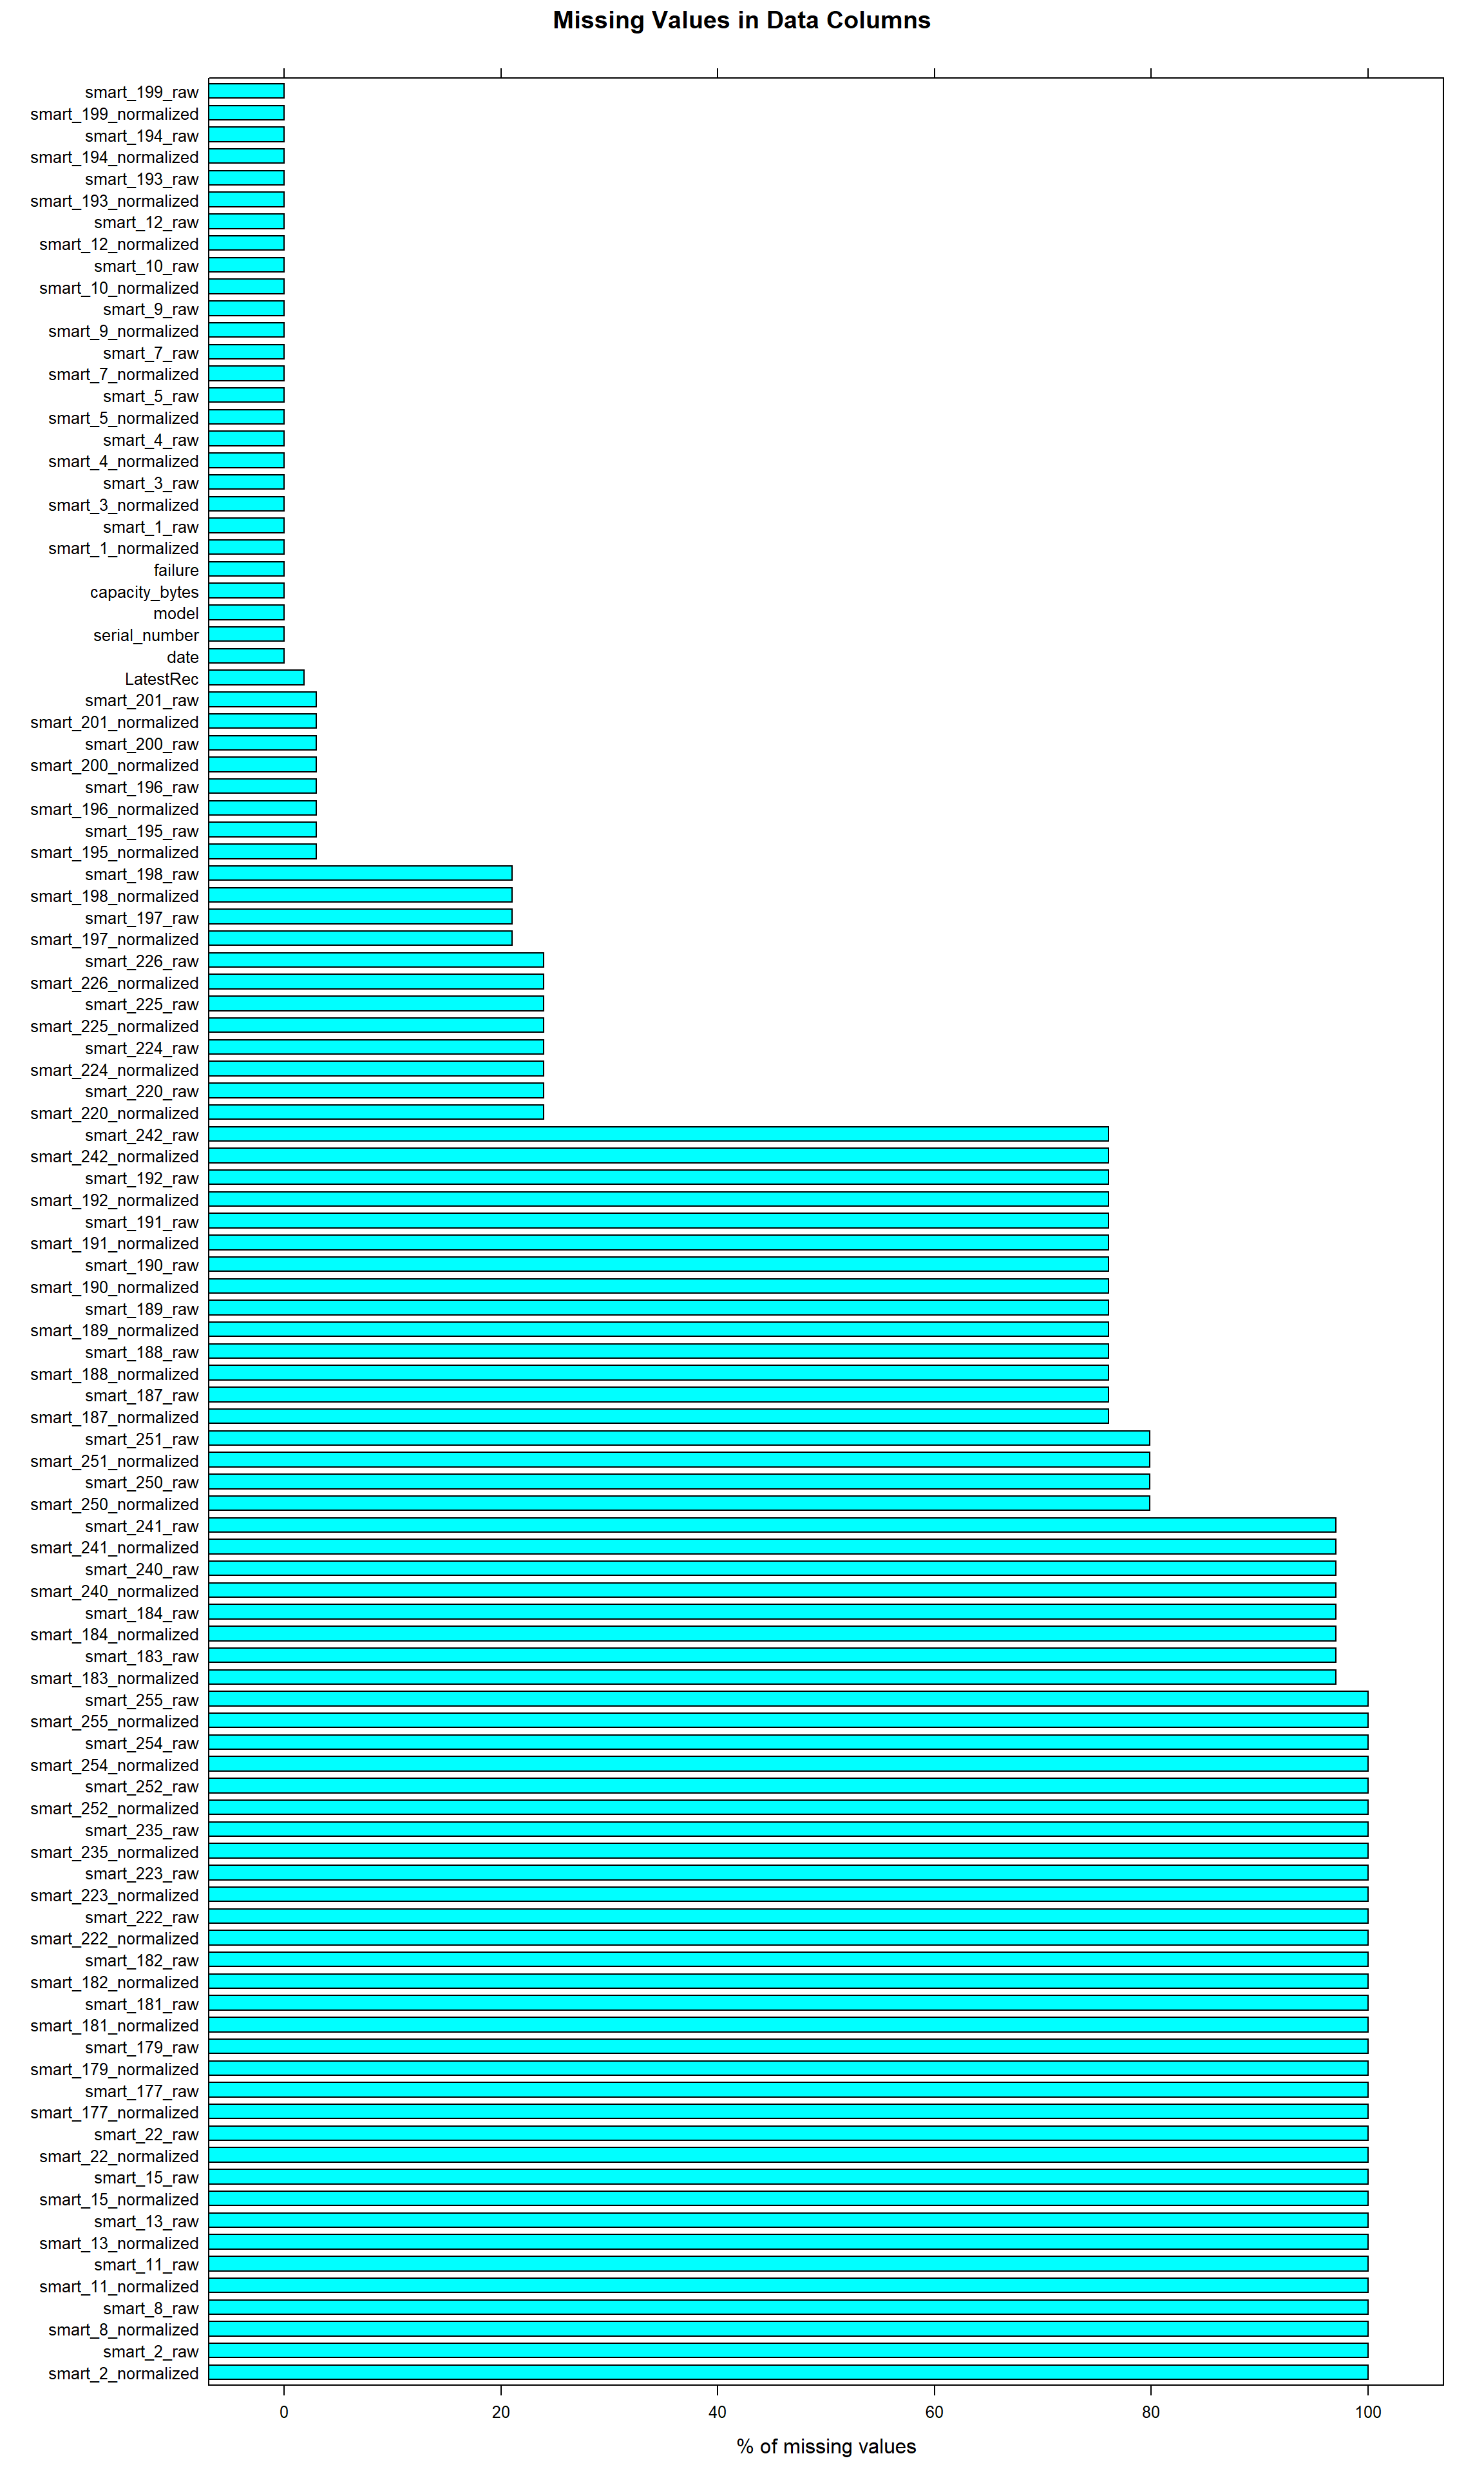 Missing Values in Data Columns
smart_199_raw
smart_199_normalized
smart_194_raw
smart_194_normalized
smart_193_raw
smart_193_normalized
smart_12_raw
smart_12_normalized
smart_10_raw
smart_10_normalized
smart_9_raw
smart_9_normalized
smart_7_raw
smart_7_normalized
smart_5_raw
smart_5_normalized
smart_4_raw
smart_4_normalized
smart_3_raw
smart_3_normalized
smart_1_raw
smart_1_normalized
failure
capacity_bytes
model
serial_number
date
LatestRec
smart_201_raw
smart_201_normalized
smart_200_raw
smart_200_normalized
smart_196_raw
smart_196_normalized
smart_195_raw
smart_195_normalized
smart_198_raw
smart_198_normalized
smart_197_raw
smart_197_normalized
smart_226_raw
smart_226_normalized
smart_225_raw
smart_225_normalized
smart_224_raw
smart_224_normalized
smart_220_raw
smart_220_normalized
smart_242_raw
smart_242_normalized
smart_192_raw
smart_192_normalized
smart_191_raw
smart_191_normalized
smart_190_raw
smart_190_normalized
smart_189_raw
smart_189_normalized
smart_188_raw
smart_188_normalized
smart_187_raw
smart_187_normalized
smart_251_raw
smart_251_normalized
smart_250_raw
smart_250_normalized
smart_241_raw
smart_241_normalized
smart_240_raw
smart_240_normalized
smart_184_raw
smart_184_normalized
smart_183_raw
smart_183_normalized
smart_255_raw
smart_255_normalized
smart_254_raw
smart_254_normalized
smart_252_raw
smart_252_normalized
smart_235_raw
smart_235_normalized
smart_223_raw
smart_223_normalized
smart_222_raw
smart_222_normalized
smart_182_raw
smart_182_normalized
smart_181_raw
smart_181_normalized
smart_179_raw
smart_179_normalized
smart_177_raw
smart_177_normalized
smart_22_raw
smart_22_normalized
smart_15_raw
smart_15_normalized
smart_13_raw
smart_13_normalized
smart_11_raw
smart_11_normalized
smart_8_raw
smart_8_normalized
smart_2_raw
smart_2_normalized
0 20 40 60 80 100
% of missing values